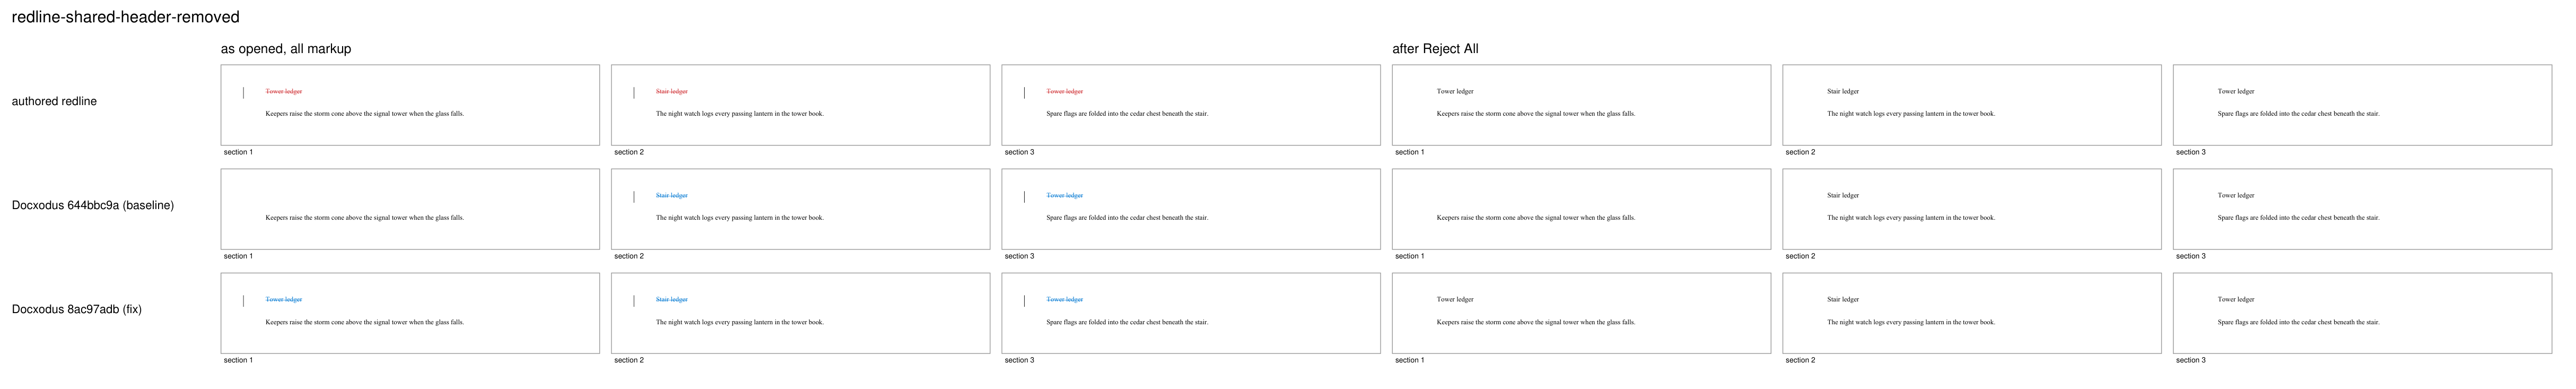 redline-shared-header-removed
as opened, all markup
after Reject All
authored redline
Tower ledger
Keepers raise the storm cone above the signal tower when the glass falls.
section 1
Stair ledger
The night watch logs every passing lantern in the tower book.
section 2
Tower ledger
Spare flags are folded into the cedar chest beneath the stair.
section 3
Tower ledger
Keepers raise the storm cone above the signal tower when the glass falls.
section 1
Stair ledger
The night watch logs every passing lantern in the tower book.
section 2
Tower ledger
Spare flags are folded into the cedar chest beneath the stair.
section 3
Docxodus 644bbc9a (baseline)
Keepers raise the storm cone above the signal tower when the glass falls.
section 1
Stair ledger
The night watch logs every passing lantern in the tower book.
section 2
Tower ledger
Spare flags are folded into the cedar chest beneath the stair.
section 3
Keepers raise the storm cone above the signal tower when the glass falls.
section 1
Stair ledger
The night watch logs every passing lantern in the tower book.
section 2
Tower ledger
Spare flags are folded into the cedar chest beneath the stair.
section 3
Docxodus 8ac97adb (fix)
Tower ledger
Keepers raise the storm cone above the signal tower when the glass falls.
section 1
Stair ledger
The night watch logs every passing lantern in the tower book.
section 2
Tower ledger
Spare flags are folded into the cedar chest beneath the stair.
section 3
Tower ledger
Keepers raise the storm cone above the signal tower when the glass falls.
section 1
Stair ledger
The night watch logs every passing lantern in the tower book.
section 2
Tower ledger
Spare flags are folded into the cedar chest beneath the stair.
section 3